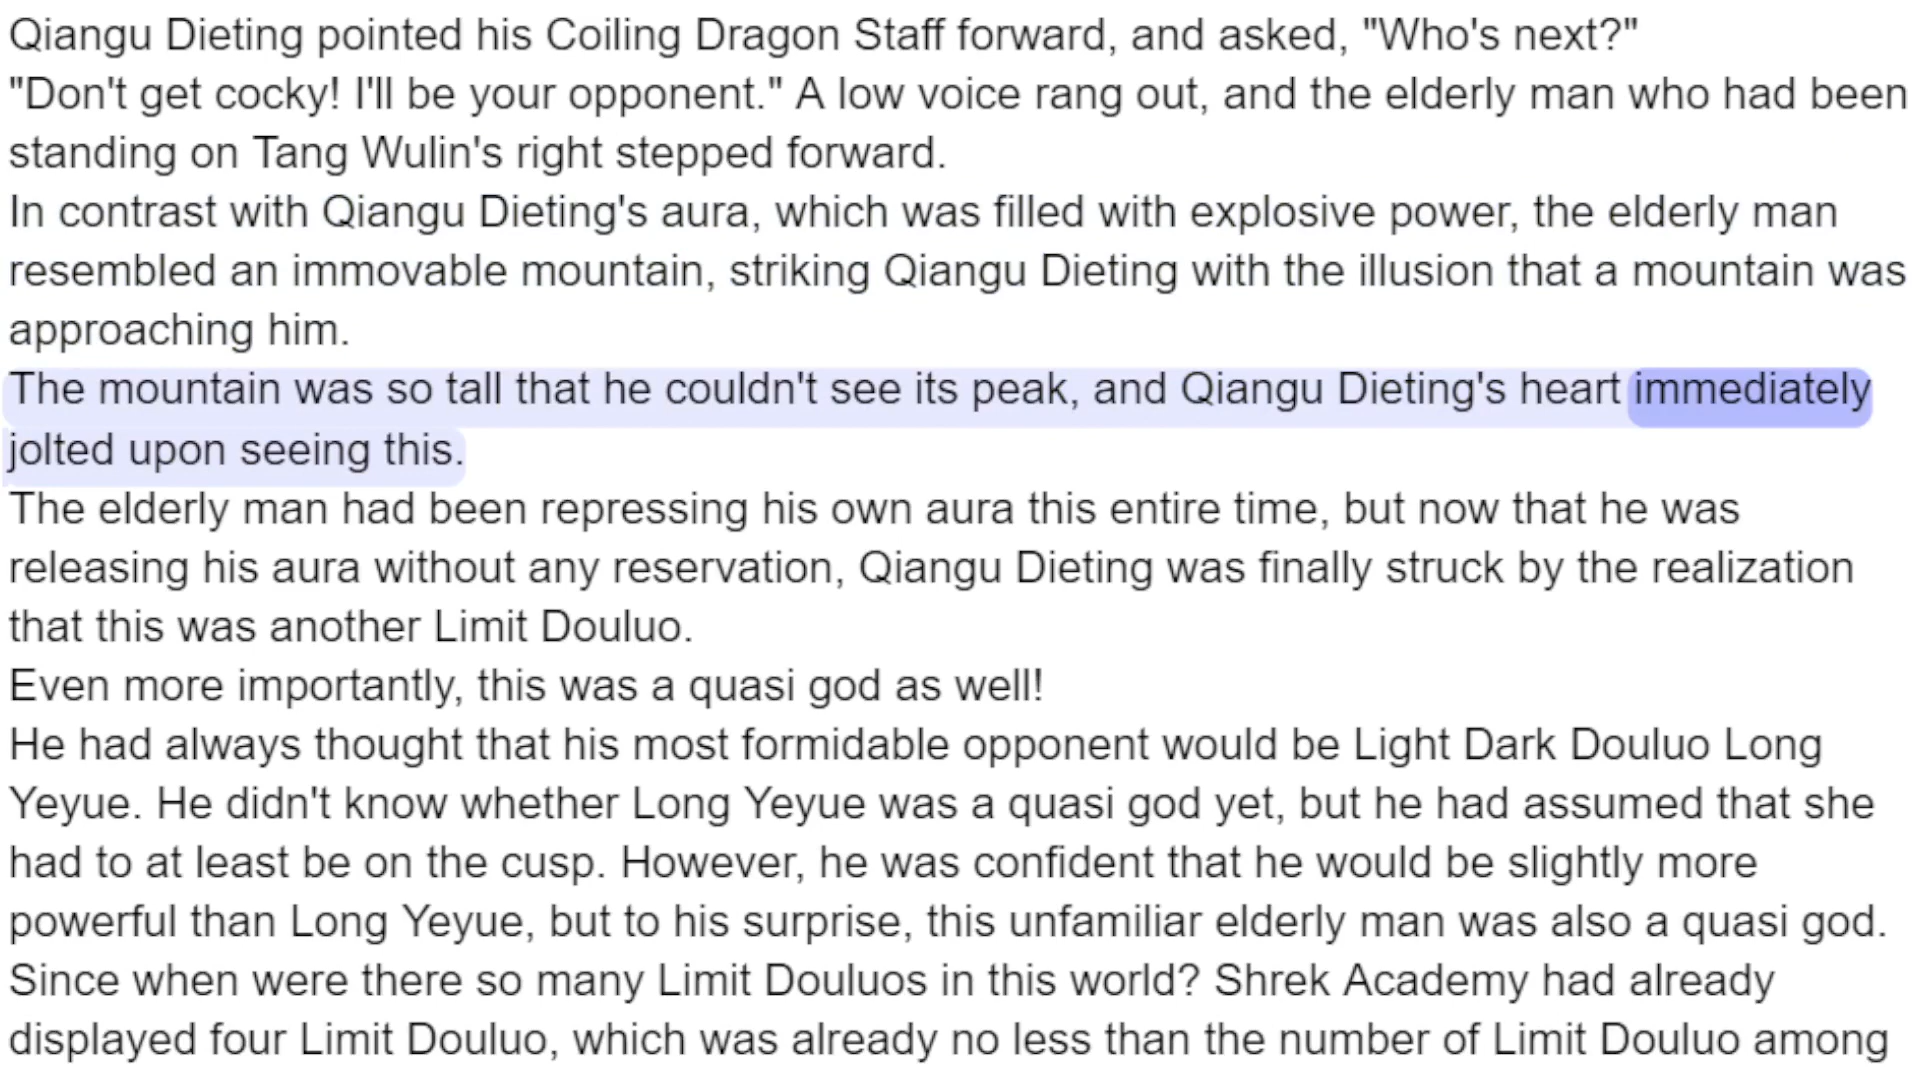 Qiangu Dieting pointed his Coiling Dragon Staff forward, and asked, "Who's next?"
"Don't get cocky! I'll be your opponent." A low voice rang out, and the elderly man who had been
standing on Tang Wulin's right stepped forward.
In contrast with Qiangu Dieting's aura, which was filled with explosive power, the elderly man
resembled an immovable mountain, striking Qiangu Dieting with the illusion that a mountain was
approaching him.
The mountain was so tall that he couldn't see its peak, and Qiangu Dieting's heart immediately
jolted upon seeing this.
The elderly man had been repressing his own aura this entire time, but now that he was
releasing his aura without any reservation, Qiangu Dieting was finally struck by the realization
that this was another Limit Douluo.
Even more importantly, this was a quasi god as well!
He had always thought that his most formidable opponent would be Light Dark Douluo Long
Yeyue. He didn't know whether Long Yeyue was a quasi god yet, but he had assumed that she
had to at least be on the cusp. However, he was confident that he would be slightly more
powerful than Long Yeyue, but to his surprise, this unfamiliar elderly man was also a quasi god.
Since when were there so many Limit Douluos in this world? Shrek Academy had already
displayed four Limit Douluo, which was already no less than the number of Limit Douluo among